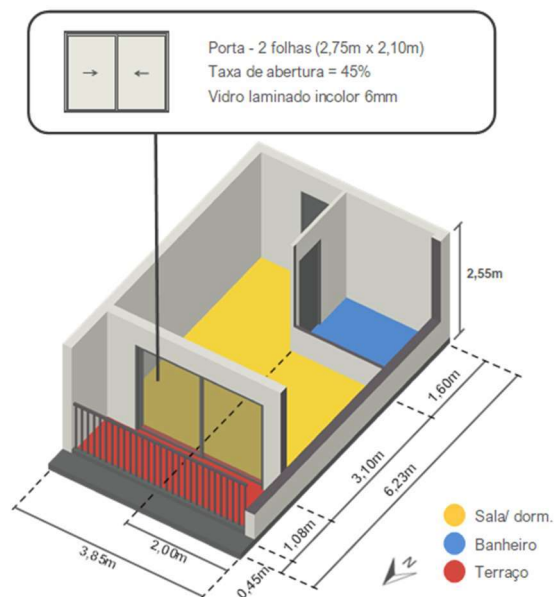 Porta - 2 folhas (2,75m x 2,10m)
Taxa de abertura = 45%
Vidro laminado incolor 6mm
2,55m
1,60m
3,10m
6,23m
1,08m
0,45m
2,00m
3,85m
N
Sala/ dorm.
Banheiro
Terraço